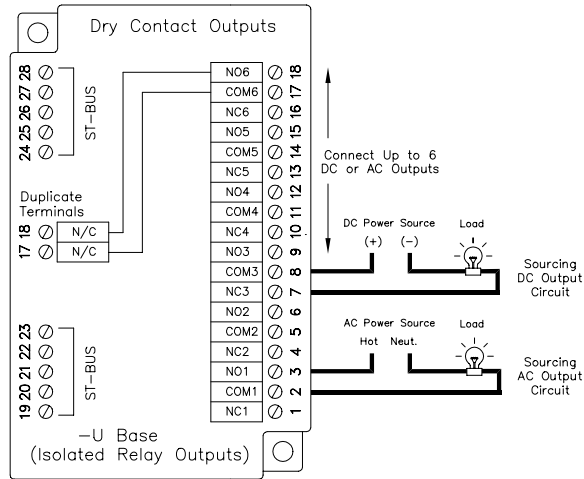 Dry Contact Outputs
28
27
26
25
24
ST-BUS
Duplicate
Terminals
18 N/C
17 N/C
23
22
21
20
19
ST-BUS
NO6 18
COM6 17
NC6 16
NO5 15
COM5 14
NC5 13
NO4 12
COM4 11
NC4 10
NO3 9
COM3 8
NC3 7
NO2 6
COM2 5
NC2 4
NO1 3
COM1 2
NC1 1
-U Base
(Isolated Relay Outputs)
Connect Up to 6
DC or AC Outputs
DC Power Source
(+) (-)
Load
Sourcing
DC Output
Circuit
AC Power Source
Hot Neut.
Load
Sourcing
AC Output
Circuit